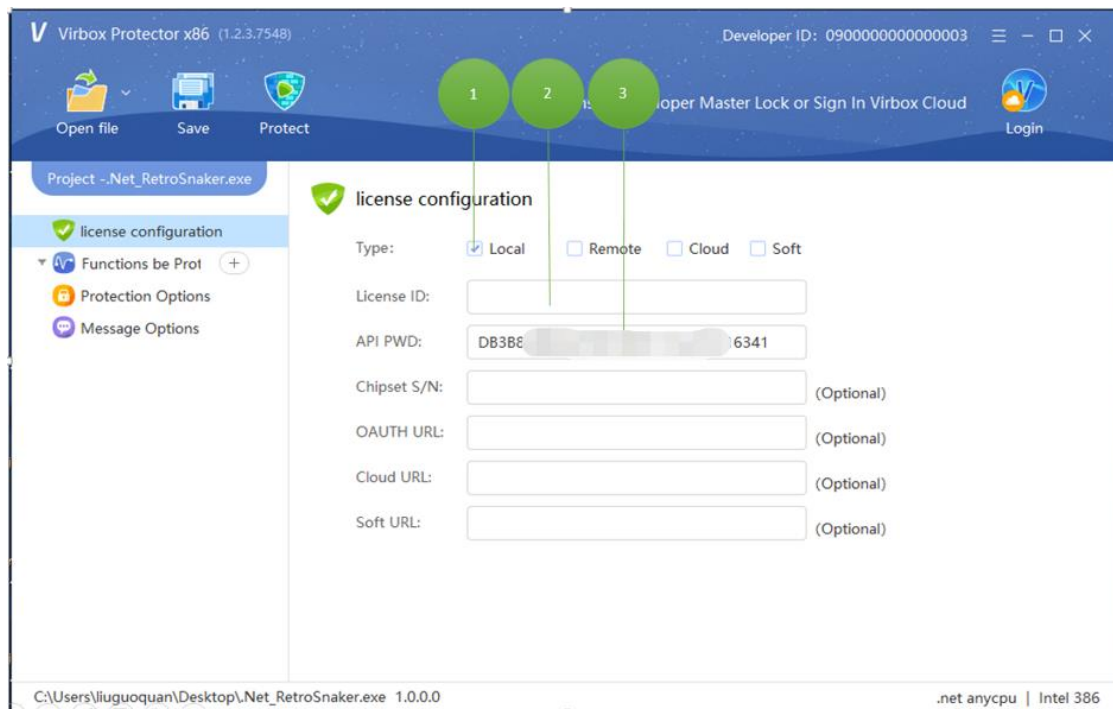 V Virbox Protector x86 (1.2.3.7548)
Developer ID: 0900000000000003
1 2 3
Master Lock or Sign In Virbox Cloud
Open file Save Protect Login
Project -.Net_RetroSnaker.exe
license configuration
Functions be Prot +
Protection Options
Message Options
license configuration
Type: Local Remote Cloud Soft
License ID:
API PWD: DB3B8 6341
Chipset S/N: (Optional)
OAUTH URL: (Optional)
Cloud URL: (Optional)
Soft URL: (Optional)
C:\Users\liuguoquan\Desktop\.Net_RetroSnaker.exe 1.0.0.0
.net anycpu | Intel 386